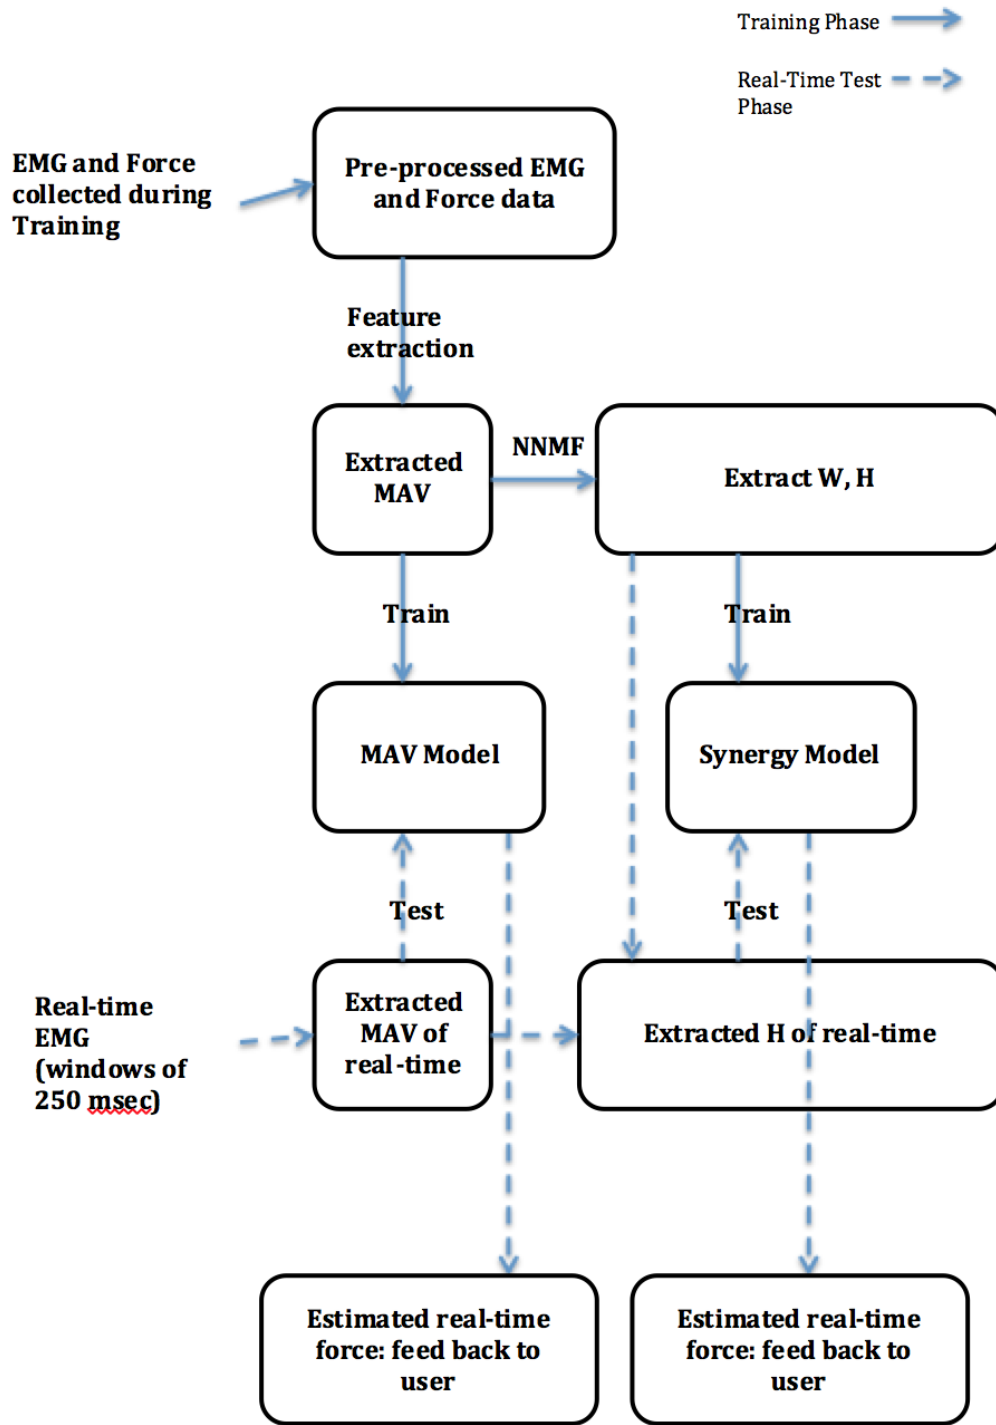 Training Phase
Real-Time Test
Phase
EMG and Force
collected during
Training
Pre-processed EMG
and Force data
Feature
extraction
Extracted
MAV
NNMF
Extract W, H
Train
Train
MAV Model
Synergy Model
Test
Test
Real-time
EMG
(windows of
250 msec)
Extracted
MAV of
real-time
Extracted H of real-time
Estimated real-time
force: feed back to
user
Estimated real-time
force: feed back to
user